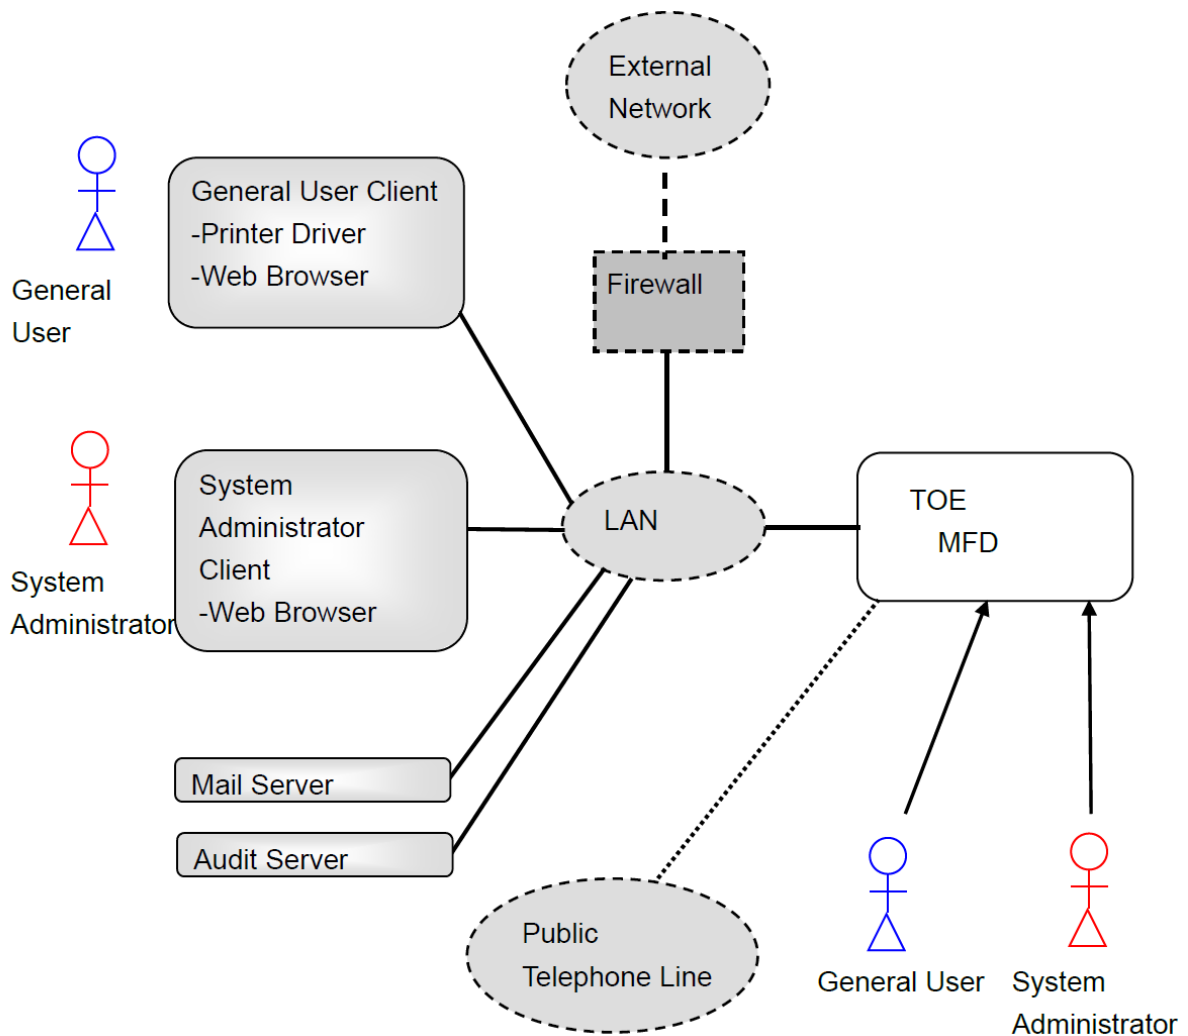 External
Network
General User Client
-Printer Driver
-Web Browser
General
User
Firewall
System
Administrator
Client
-Web Browser
System
Administrator
LAN
TOE
MFD
Mail Server
Audit Server
Public
Telephone Line
General User
System
Administrator